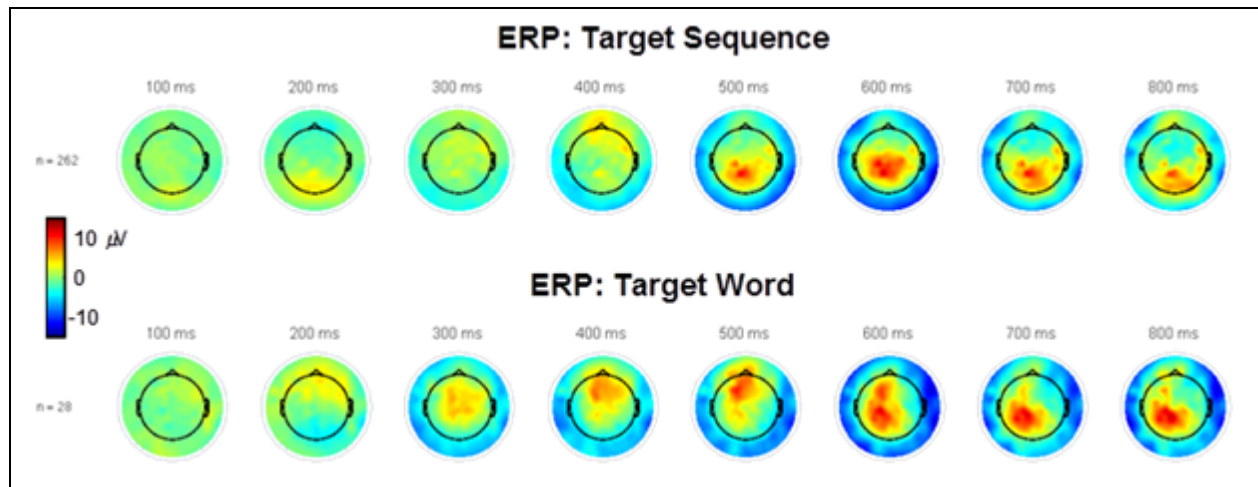 ERP: Target Sequence
100 ms 200 ms 300 ms 400 ms 500 ms 600 ms 700 ms 800 ms
n = 262
10 μV
0
-10
ERP: Target Word
100 ms 200 ms 300 ms 400 ms 500 ms 600 ms 700 ms 800 ms
n = 28